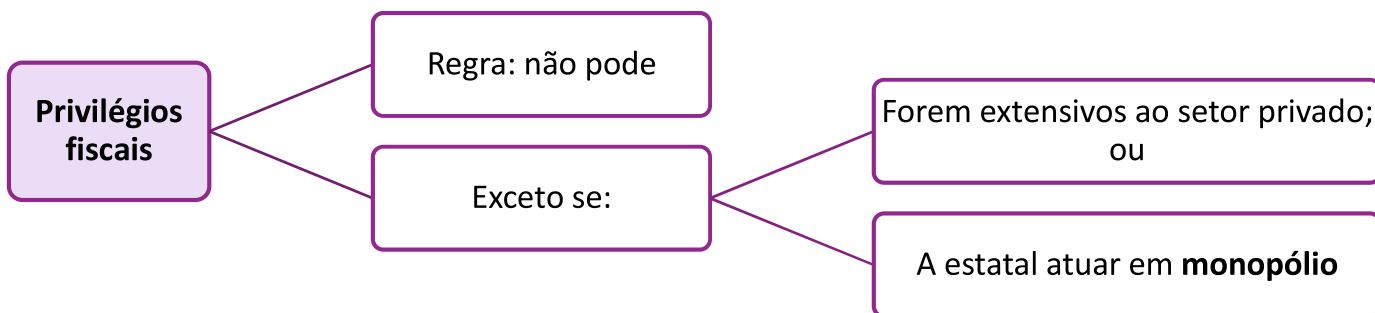 Privilégios
fiscais
Regra: não pode
Exceto se:
Forem extensivos ao setor privado;
ou
A estatal atuar em monopólio